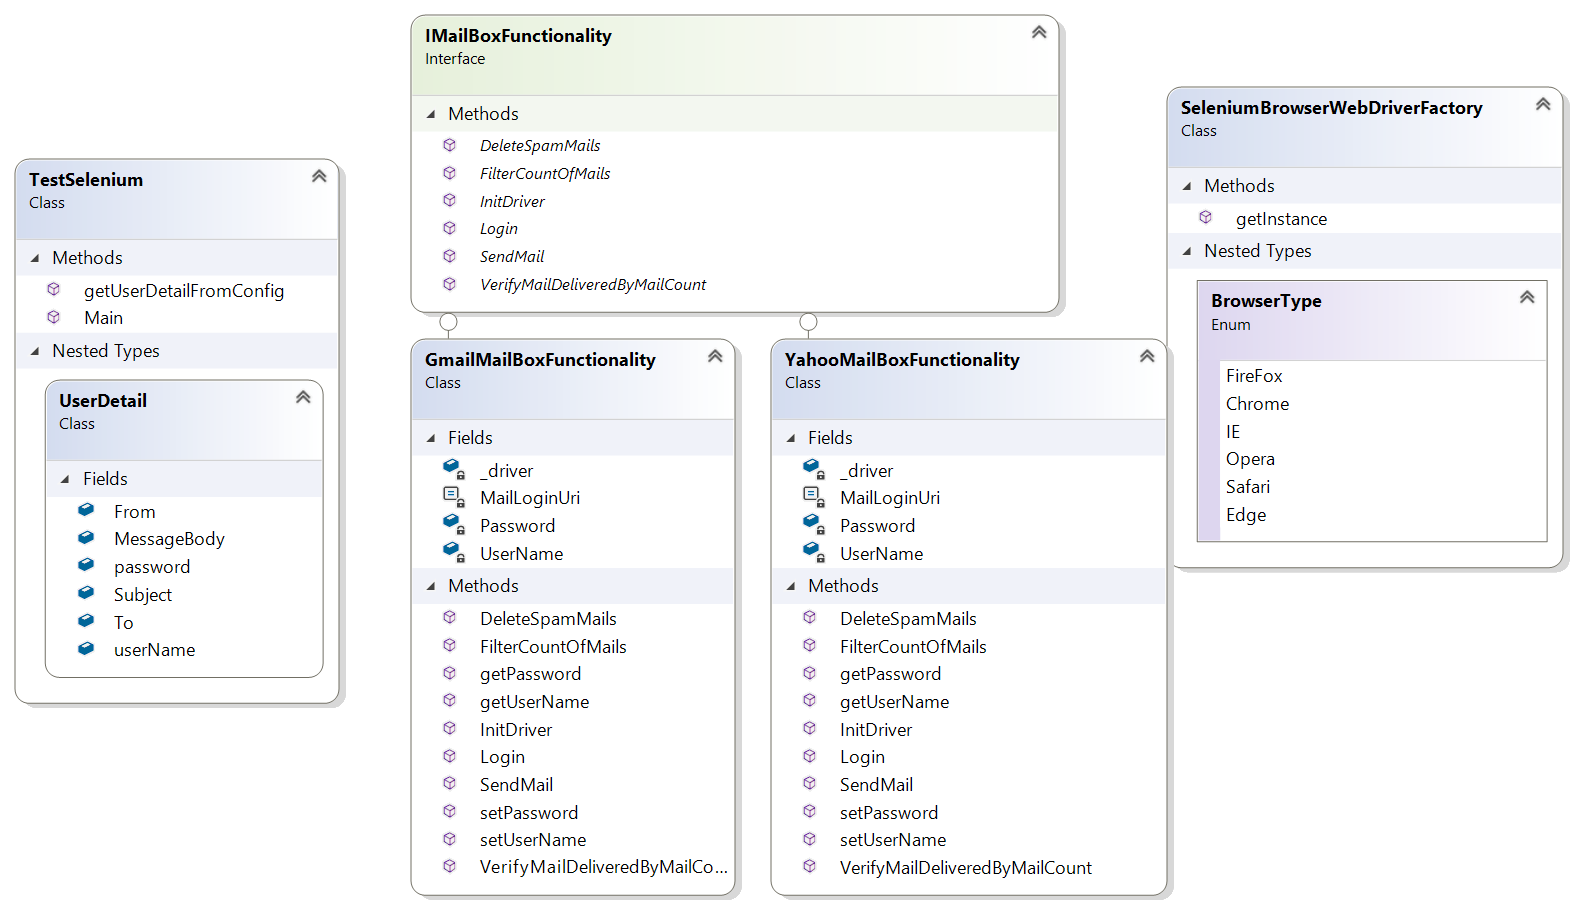 IMailBoxFunctionality
Interface
Methods
DeleteSpamMails
FilterCountOfMails
InitDriver
Login
SendMail
VerifyMailDeliveredByMailCount
TestSelenium
Class
Methods
getUserDetailFromConfig
Main
Nested Types
UserDetail
Class
Fields
From
MessageBody
password
Subject
To
userName
GmailMailBoxFunctionality
Class
Fields
_driver
MailLoginUri
Password
UserName
Methods
DeleteSpamMails
FilterCountOfMails
getPassword
getUserName
InitDriver
Login
SendMail
setPassword
setUserName
VerifyMailDeliveredByMailCo...
YahooMailBoxFunctionality
Class
Fields
_driver
MailLoginUri
Password
UserName
Methods
DeleteSpamMails
FilterCountOfMails
getPassword
getUserName
InitDriver
Login
SendMail
setPassword
setUserName
VerifyMailDeliveredByMailCount
SeleniumBrowserWebDriverFactory
Class
Methods
getInstance
Nested Types
BrowserType
Enum
FireFox
Chrome
IE
Opera
Safari
Edge